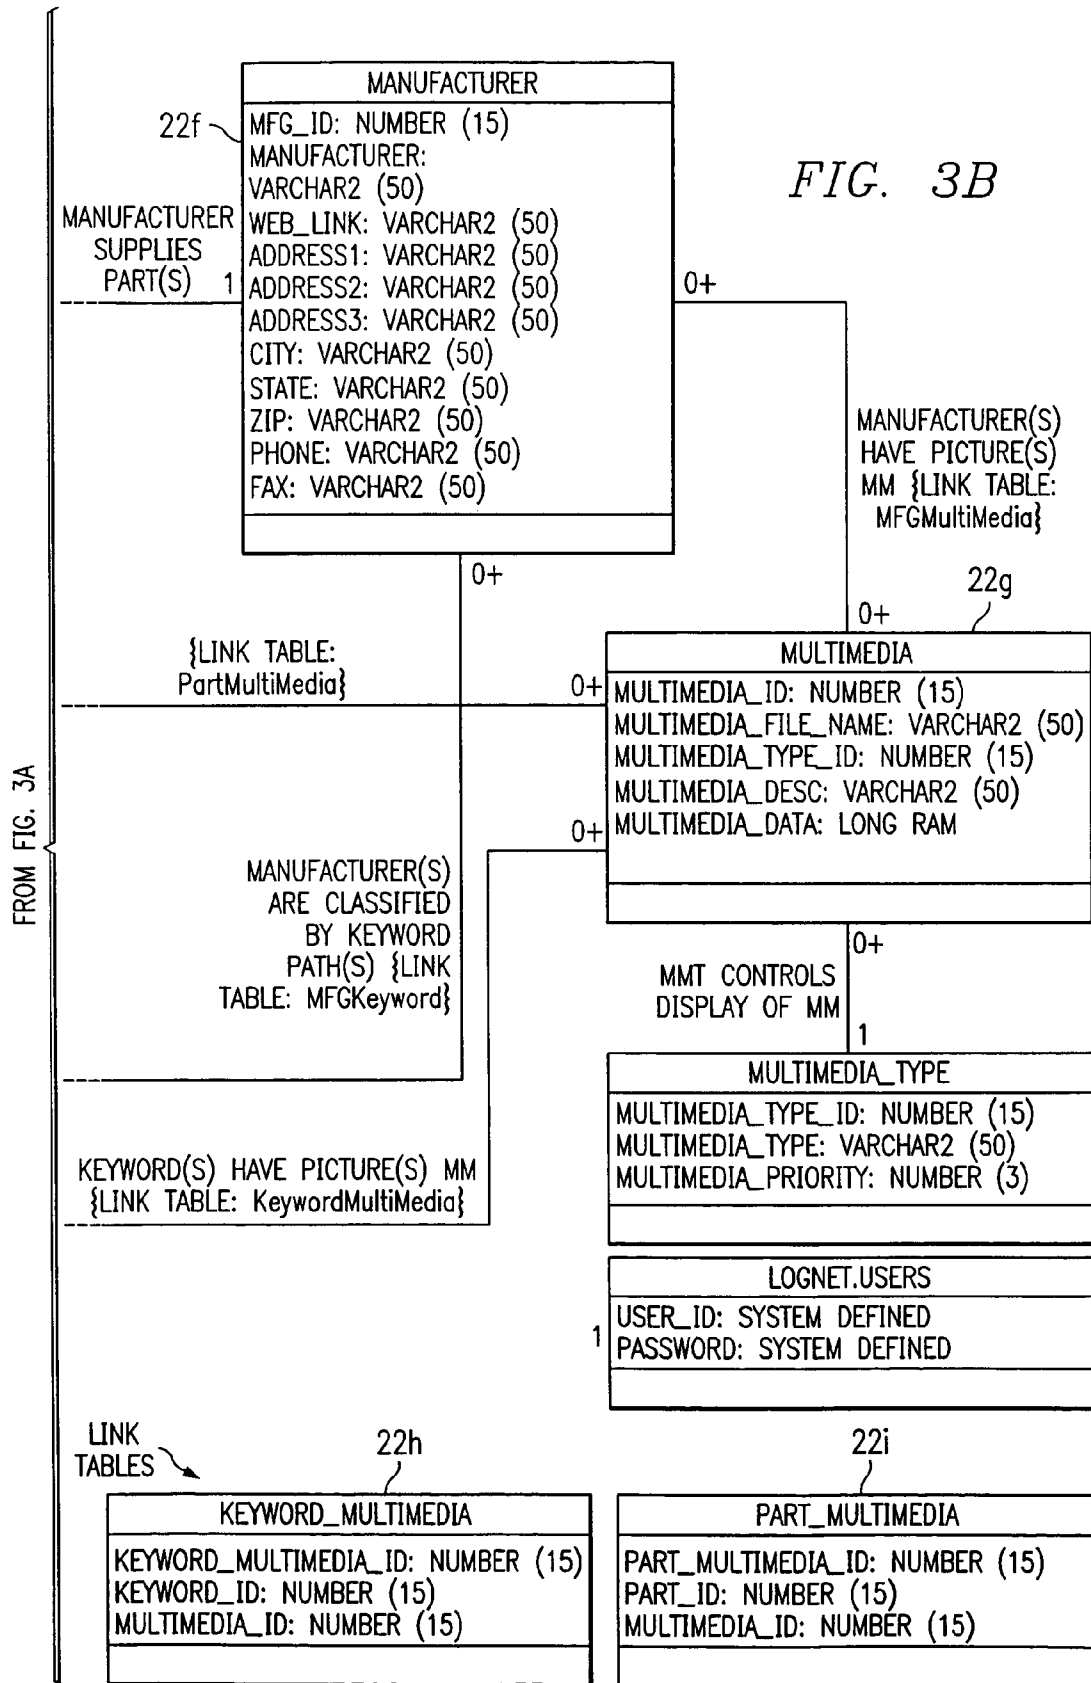 MANUFACTURER
22f
MFG_ID: NUMBER (15)
MANUFACTURER:
VARCHAR2 (50)
WEB_LINK: VARCHAR2 (50)
ADDRESS1: VARCHAR2 (50)
ADDRESS2: VARCHAR2 (50)
ADDRESS3: VARCHAR2 (50)
CITY: VARCHAR2 (50)
STATE: VARCHAR2 (50)
ZIP: VARCHAR2 (50)
PHONE: VARCHAR2 (50)
FAX: VARCHAR2 (50)
FIG. 3B
MANUFACTURER
SUPPLIES
PART(S)
1
0+
MANUFACTURER(S)
HAVE PICTURE(S)
MM {LINK TABLE:
MFGMultiMedia}
0+
22g
0+
{LINK TABLE:
PartMultiMedia}
0+
MULTIMEDIA
MULTIMEDIA_ID: NUMBER (15)
MULTIMEDIA_FILE_NAME: VARCHAR2 (50)
MULTIMEDIA_TYPE_ID: NUMBER (15)
MULTIMEDIA_DESC: VARCHAR2 (50)
MULTIMEDIA_DATA: LONG RAM
0+
FROM FIG. 3A
MANUFACTURER(S)
ARE CLASSIFIED
BY KEYWORD
PATH(S) {LINK
TABLE: MFGKeyword}
0+
MMT CONTROLS
DISPLAY OF MM
1
MULTIMEDIA_TYPE
MULTIMEDIA_TYPE_ID: NUMBER (15)
MULTIMEDIA_TYPE: VARCHAR2 (50)
MULTIMEDIA_PRIORITY: NUMBER (3)
KEYWORD(S) HAVE PICTURE(S) MM
{LINK TABLE: KeywordMultiMedia}
LOGNET.USERS
USER_ID: SYSTEM DEFINED
PASSWORD: SYSTEM DEFINED
1
LINK
TABLES
22h
KEYWORD_MULTIMEDIA
KEYWORD_MULTIMEDIA_ID: NUMBER (15)
KEYWORD_ID: NUMBER (15)
MULTIMEDIA_ID: NUMBER (15)
22i
PART_MULTIMEDIA
PART_MULTIMEDIA_ID: NUMBER (15)
PART_ID: NUMBER (15)
MULTIMEDIA_ID: NUMBER (15)